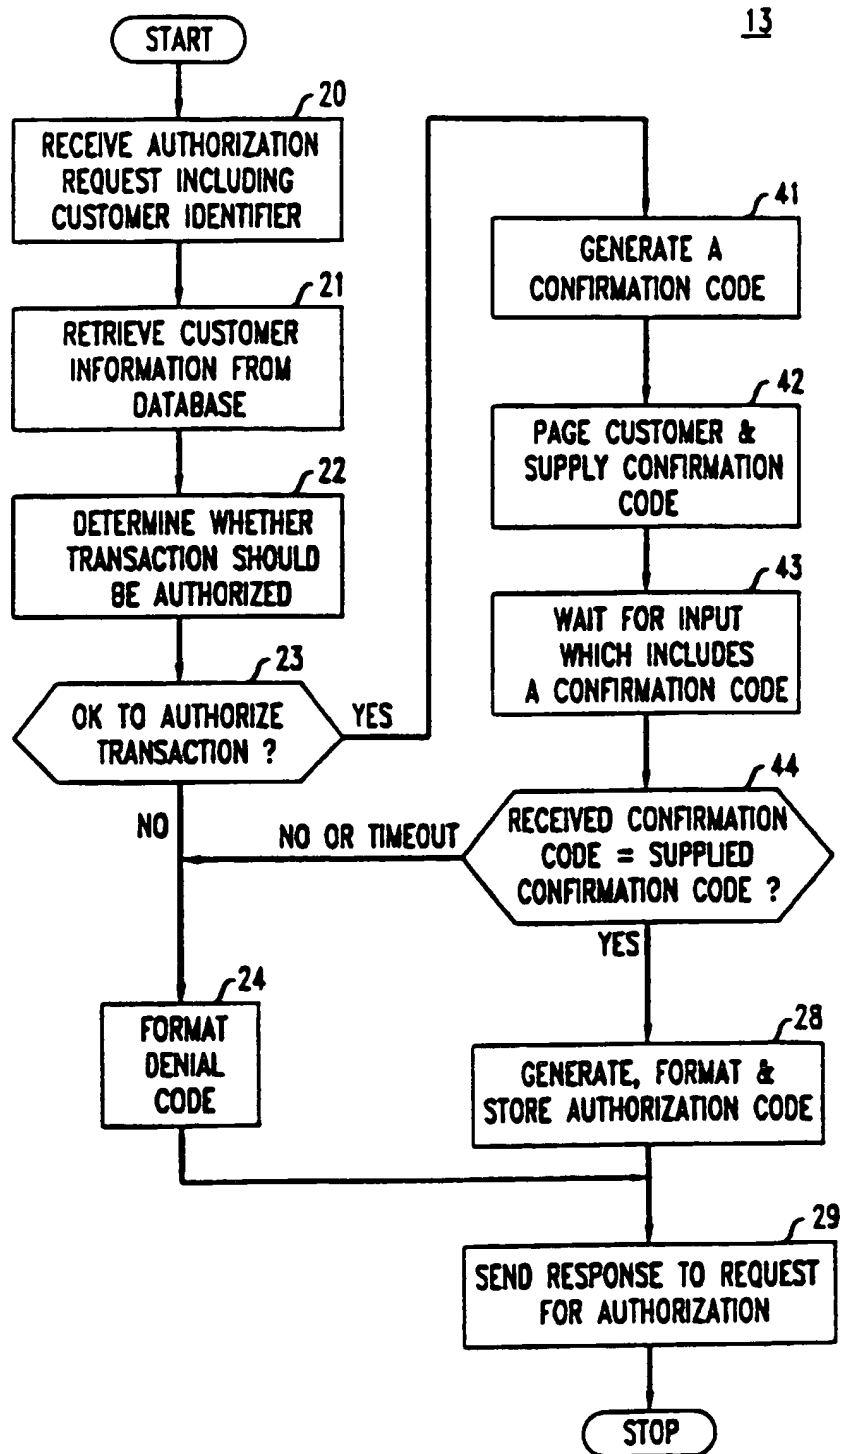 13
START
20
RECEIVE AUTHORIZATION
REQUEST INCLUDING
CUSTOMER IDENTIFIER
21
RETRIEVE CUSTOMER
INFORMATION FROM
DATABASE
22
DETERMINE WHETHER
TRANSACTION SHOULD
BE AUTHORIZED
23
OK TO AUTHORIZE
TRANSACTION ?
YES
NO
41
GENERATE A
CONFIRMATION CODE
42
PAGE CUSTOMER &
SUPPLY CONFIRMATION
CODE
43
WAIT FOR INPUT
WHICH INCLUDES
A CONFIRMATION CODE
44
RECEIVED CONFIRMATION
CODE = SUPPLIED
CONFIRMATION CODE ?
NO OR TIMEOUT
YES
24
FORMAT
DENIAL
CODE
28
GENERATE, FORMAT &
STORE AUTHORIZATION CODE
29
SEND RESPONSE TO REQUEST
FOR AUTHORIZATION
STOP